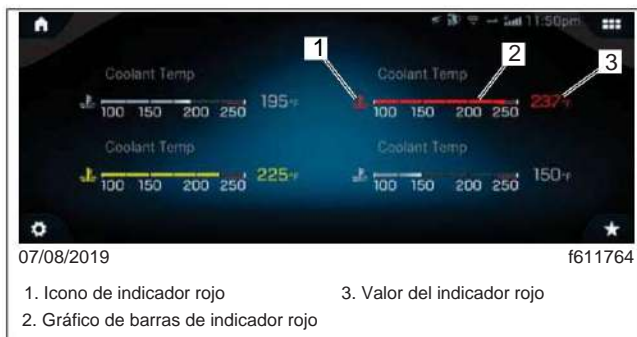 11:50pm
1 2 3
Coolant Temp Coolant Temp
195°F 237°F
100 150 200 250 100 150 200 250
Coolant Temp Coolant Temp
225°F 150°F
100 150 200 250 100 150 200 250
07/08/2019 f611764
1. Icono de indicador rojo 3. Valor del indicador rojo
2. Gráfico de barras de indicador rojo